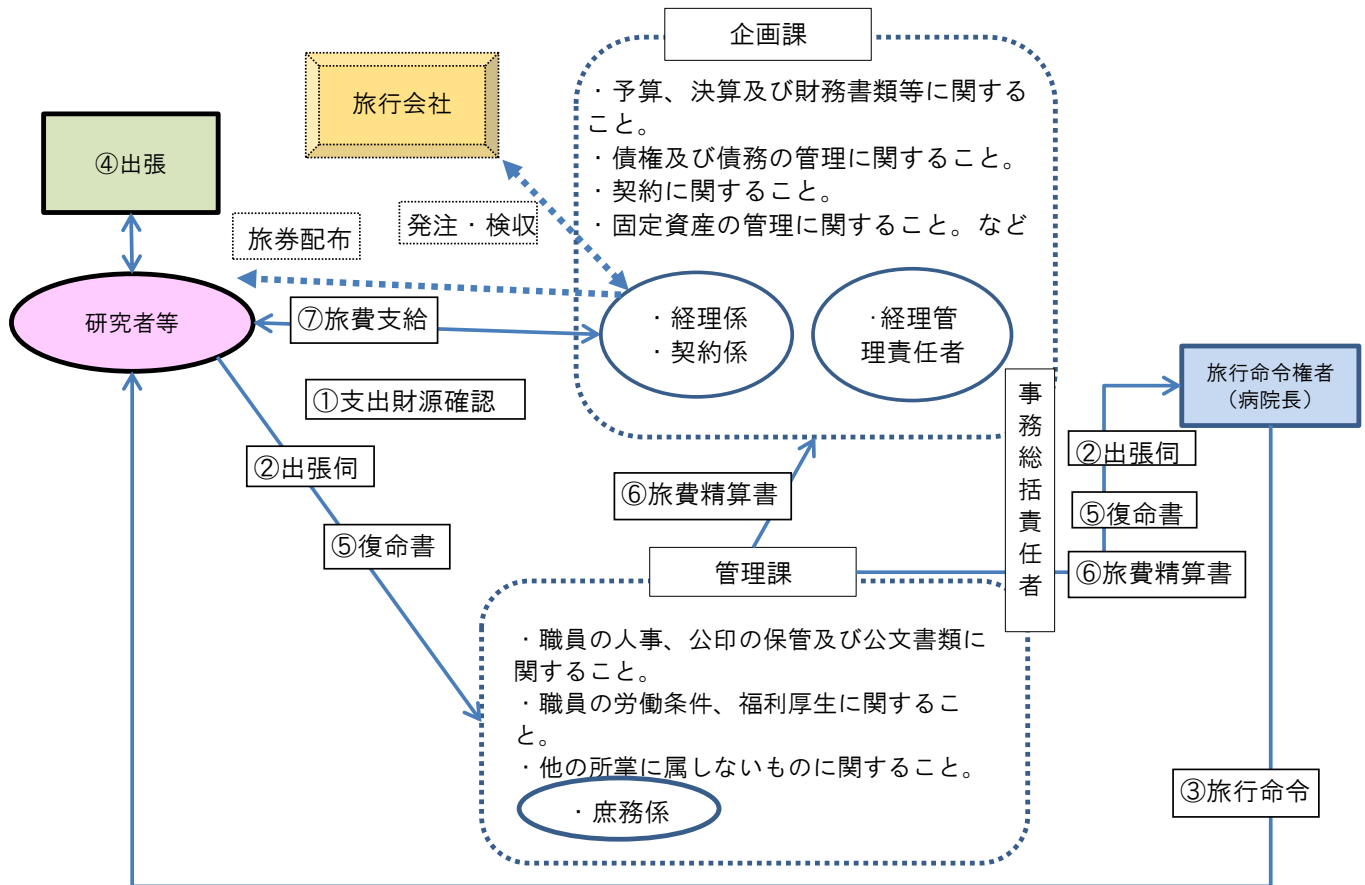 企画課
旅行会社
・予算、決算及び財務書類等に関する
こと。
・債権及び債務の管理に関すること。
・契約に関すること。
・固定資産の管理に関すること。など
④出張
発注・検収
旅券配布
研究者等
⑦旅費支給
・経理係
・契約係
・経理管
理責任者
旅行命令権者
（病院長）
①支出財源確認
事務総括責任者
②出張伺
②出張伺
⑥旅費精算書
⑤復命書
⑤復命書
管理課
⑥旅費精算書
・職員の人事、公印の保管及び公文書類に
関すること。
・職員の労働条件、福利厚生に関するこ
と。
・他の所掌に属しないものに関すること。
・庶務係
③旅行命令